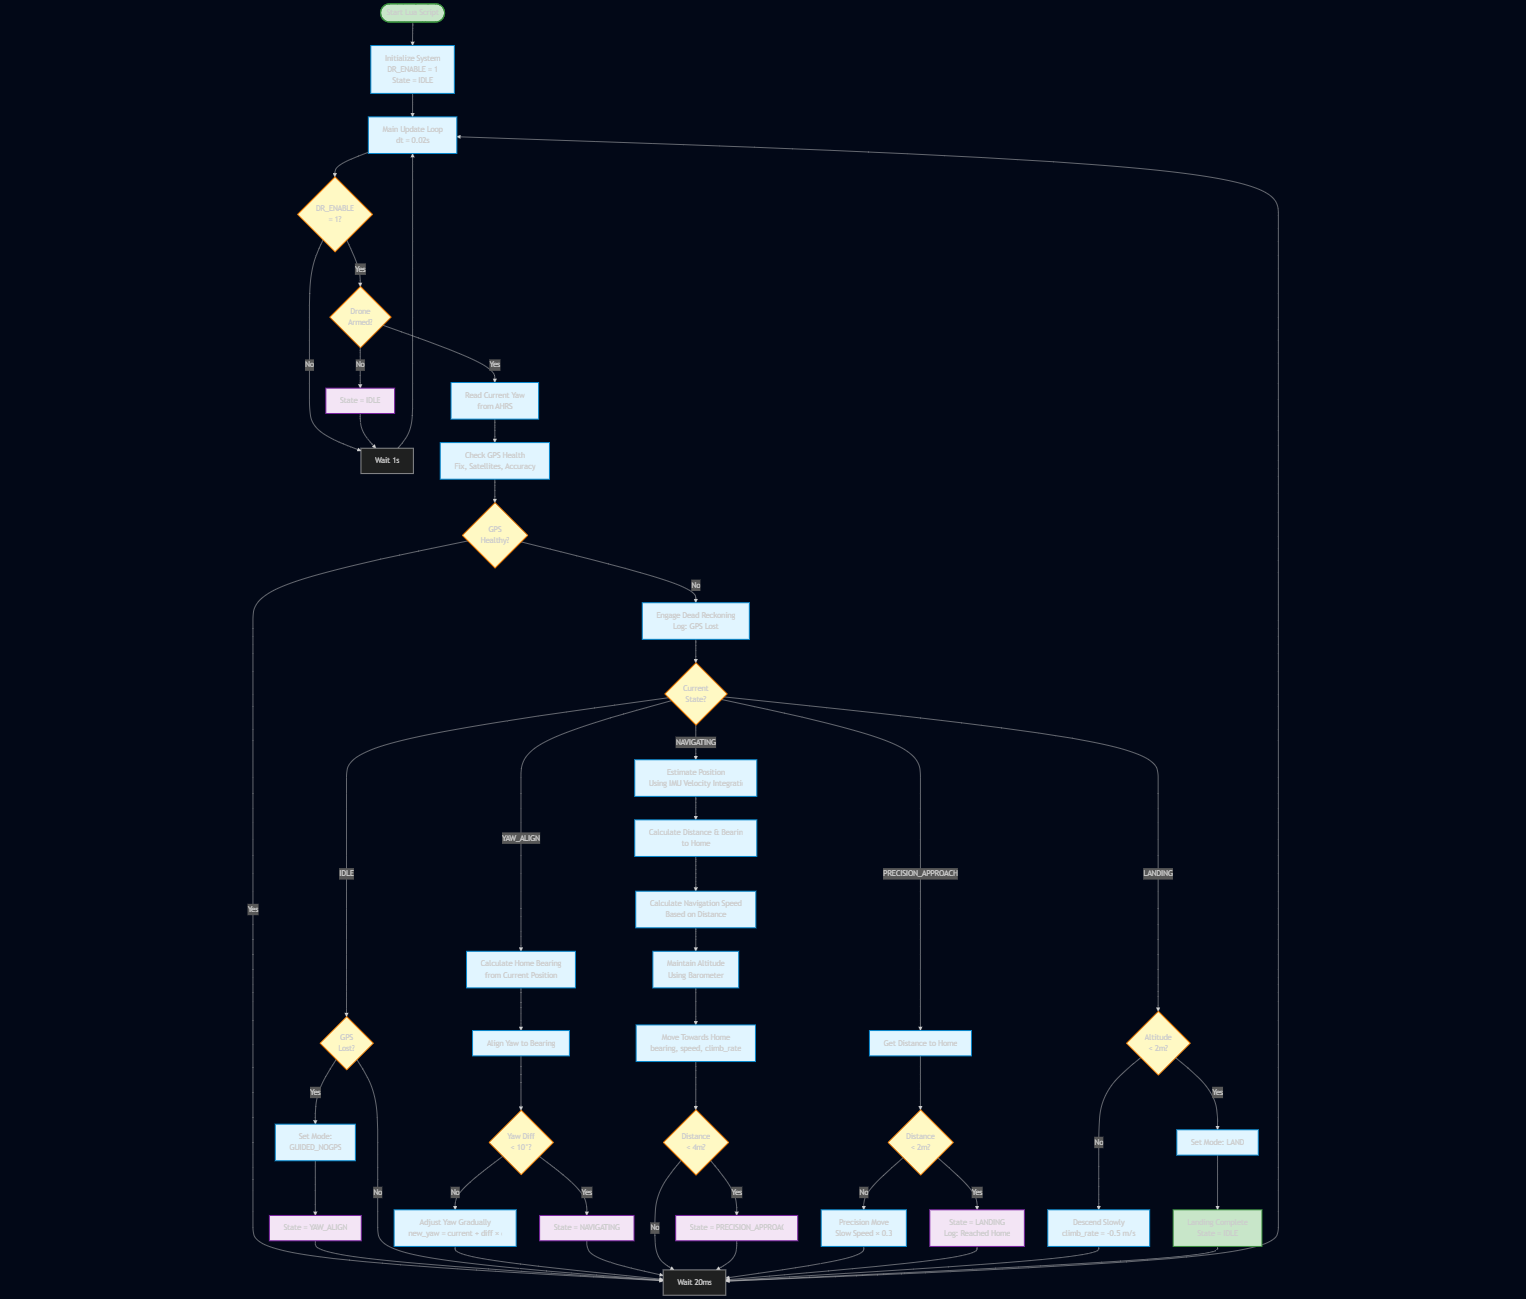 Start Lua Script
Initialize System
DR_ENABLE = 1
State = IDLE
Main Update Loop
dt = 0.02s
DR_ENABLE
= 1?
Yes
Drone
Armed?
No
No
Yes
State = IDLE
Read Current Yaw
from AHRS
Wait 1s
Check GPS Health
Fix, Satellites, Accuracy
GPS
Healthy?
No
Engage Dead Reckoning
Log: GPS Lost
Current
State?
NAVIGATING
Estimate Position
Using IMU Velocity Integrati
Calculate Distance & Bearin
to Home
YAW_ALIGN
IDLE
PRECISION_APPROACH
LANDING
Yes
Calculate Navigation Speed
Based on Distance
Calculate Home Bearing
from Current Position
Maintain Altitude
Using Barometer
GPS
Lost?
Align Yaw to Bearing
Move Towards Home
bearing, speed, climb_rate
Get Distance to Home
Altitude
< 2m?
Yes
Yes
Set Mode:
GUIDED_NOGPS
Yaw Diff
< 10°?
Distance
< 4m?
Distance
< 2m?
No
Set Mode: LAND
No
No
Yes
No
Yes
No
Yes
State = YAW_ALIGN
Adjust Yaw Gradually
new_yaw = current + diff ×
State = NAVIGATING
State = PRECISION_APPROA
Precision Move
Slow Speed × 0.3
State = LANDING
Log: Reached Home
Descend Slowly
climb_rate = -0.5 m/s
Landing Complete
State = IDLE
Wait 20ms